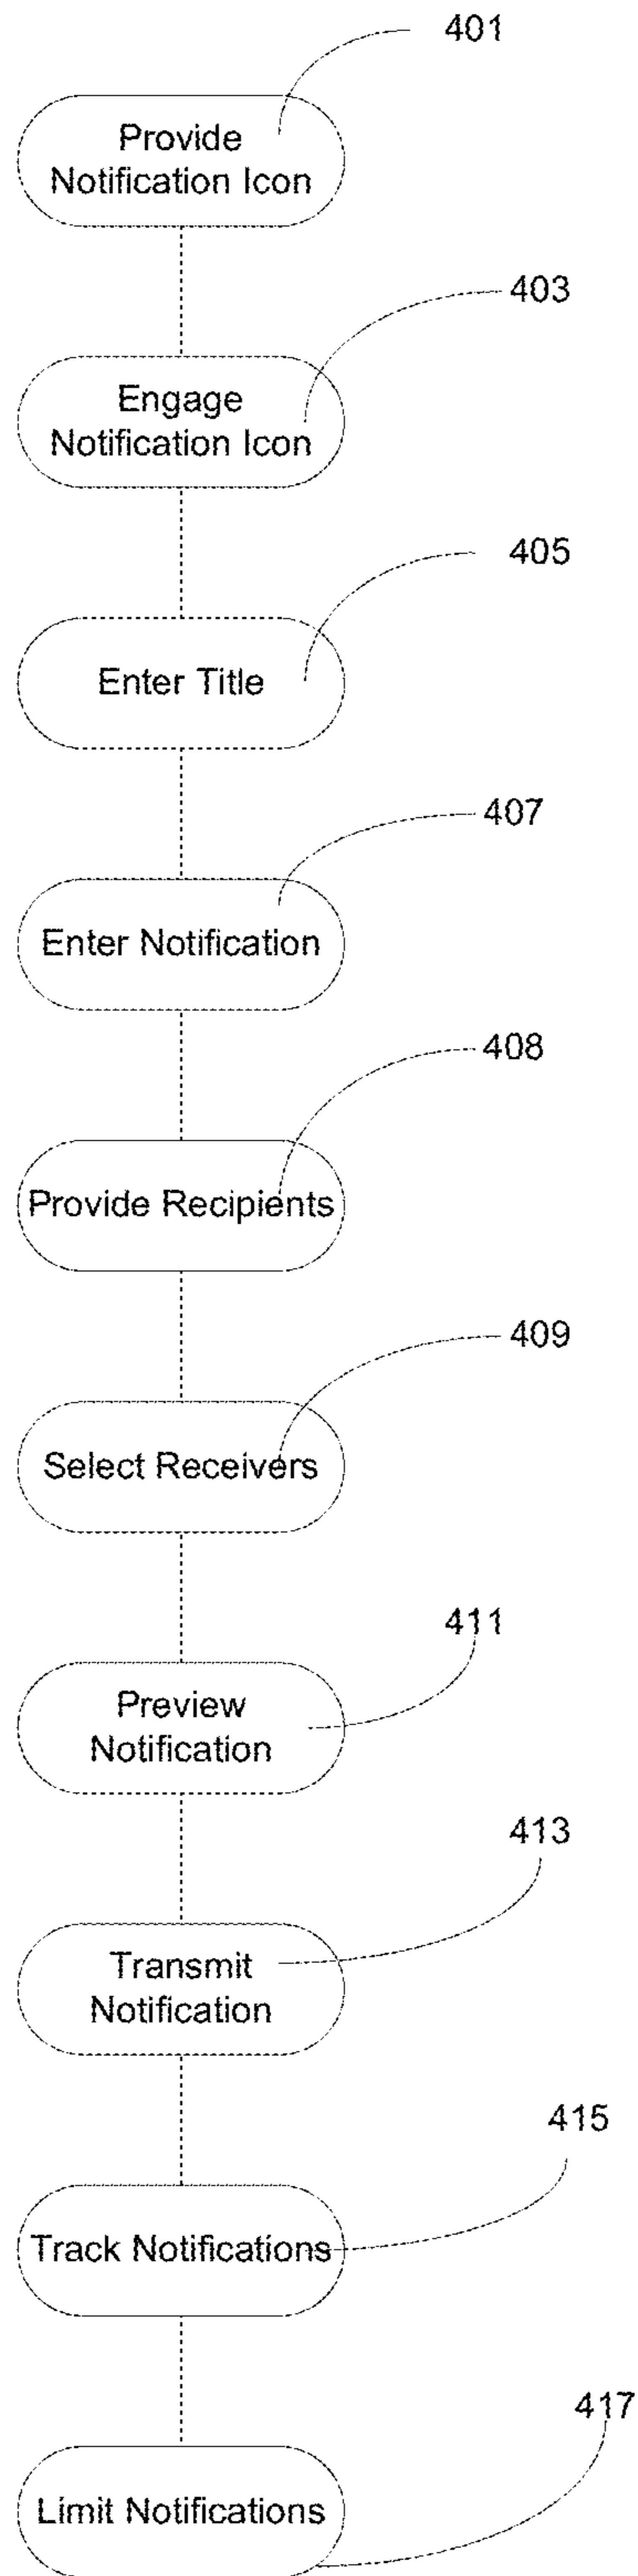 401
Provide
Notification Icon
403
Engage
Notification Icon
405
Enter Title
407
Enter Notification
408
Provide Recipients
409
Select Receivers
411
Preview
Notification
413
Transmit
Notification
415
Track Notifications
417
Limit Notifications